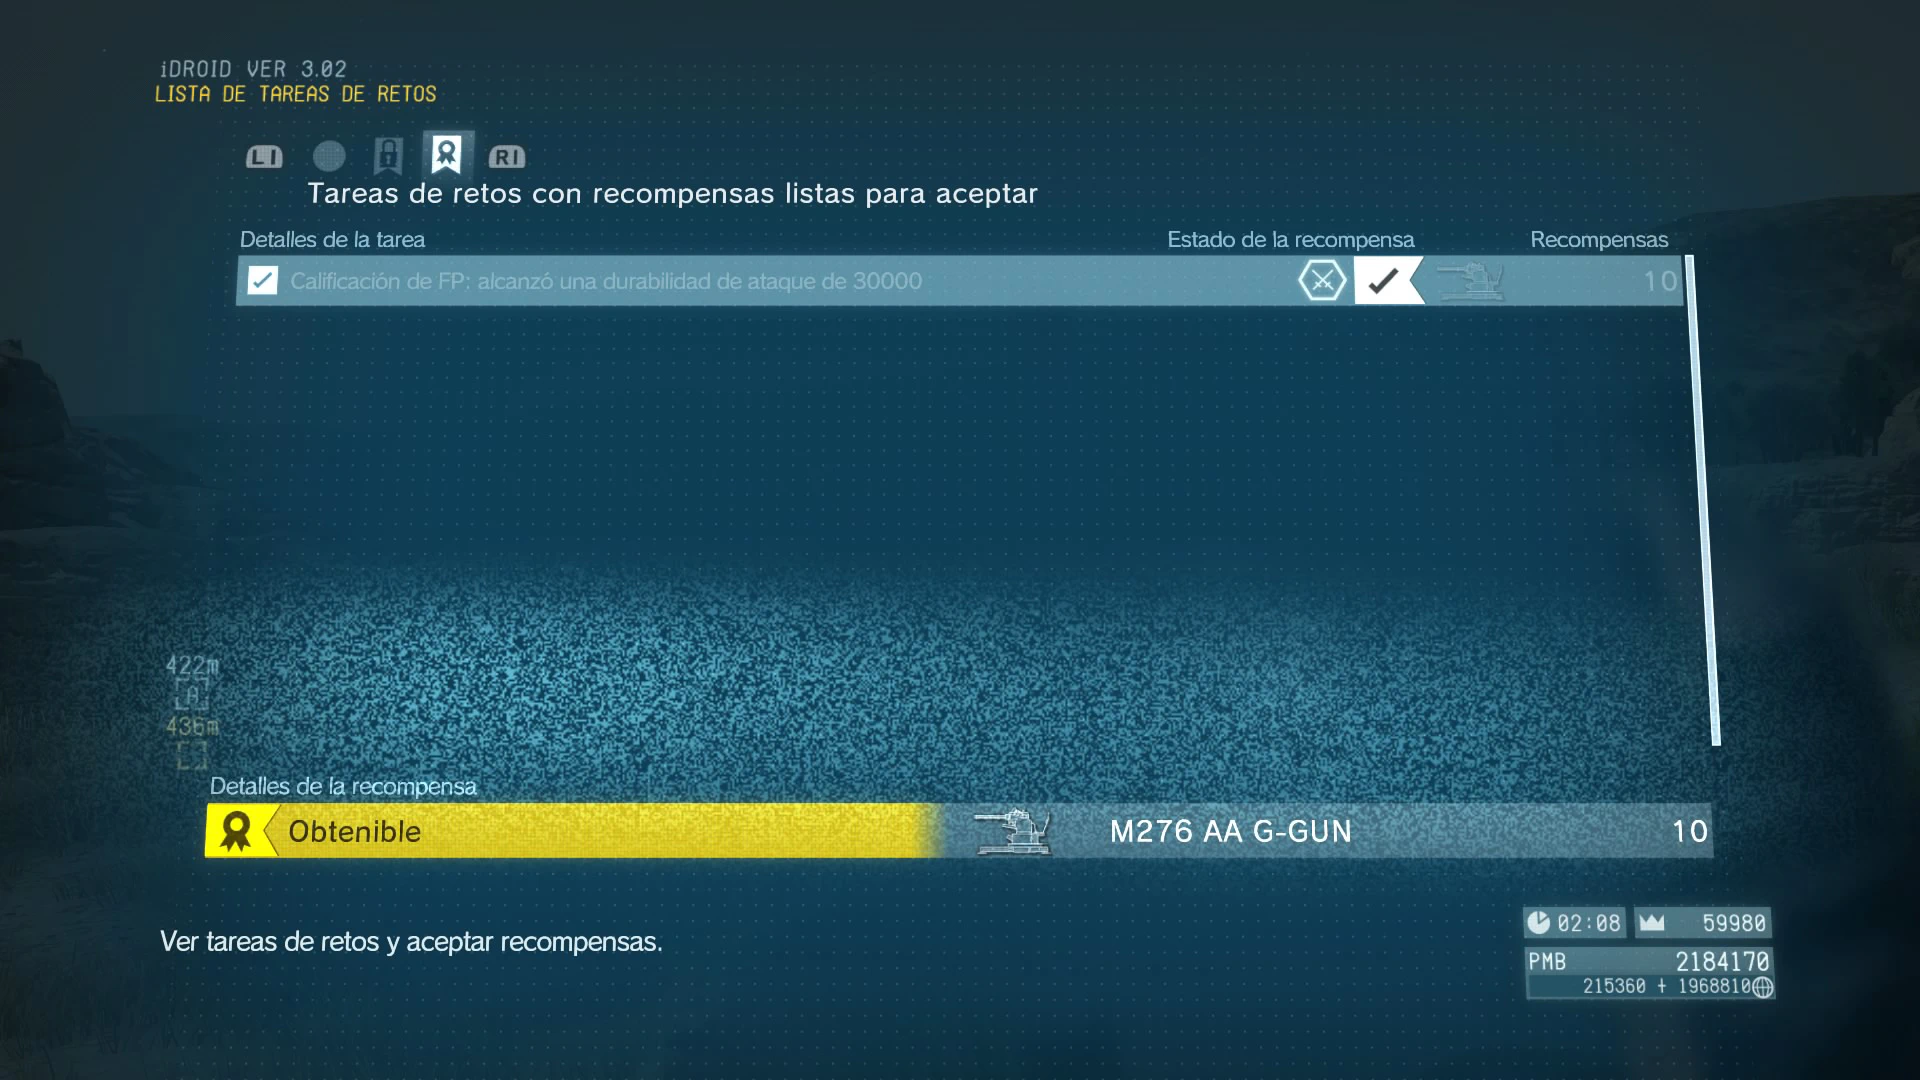 iDROID VER 3.02
LISTA DE TAREAS DE RETOS
L1 R1
Tareas de retos con recompensas listas para aceptar
Detalles de la tarea Estado de la recompensa Recompensas
Calificación de FP: alcanzó una durabilidad de ataque de 30000 10
422m
[A]
436m
Detalles de la recompensa
Obtenible M276 AA G-GUN 10
02:08 59980
Ver tareas de retos y aceptar recompensas.
PMB 2184170
215360 + 1968810